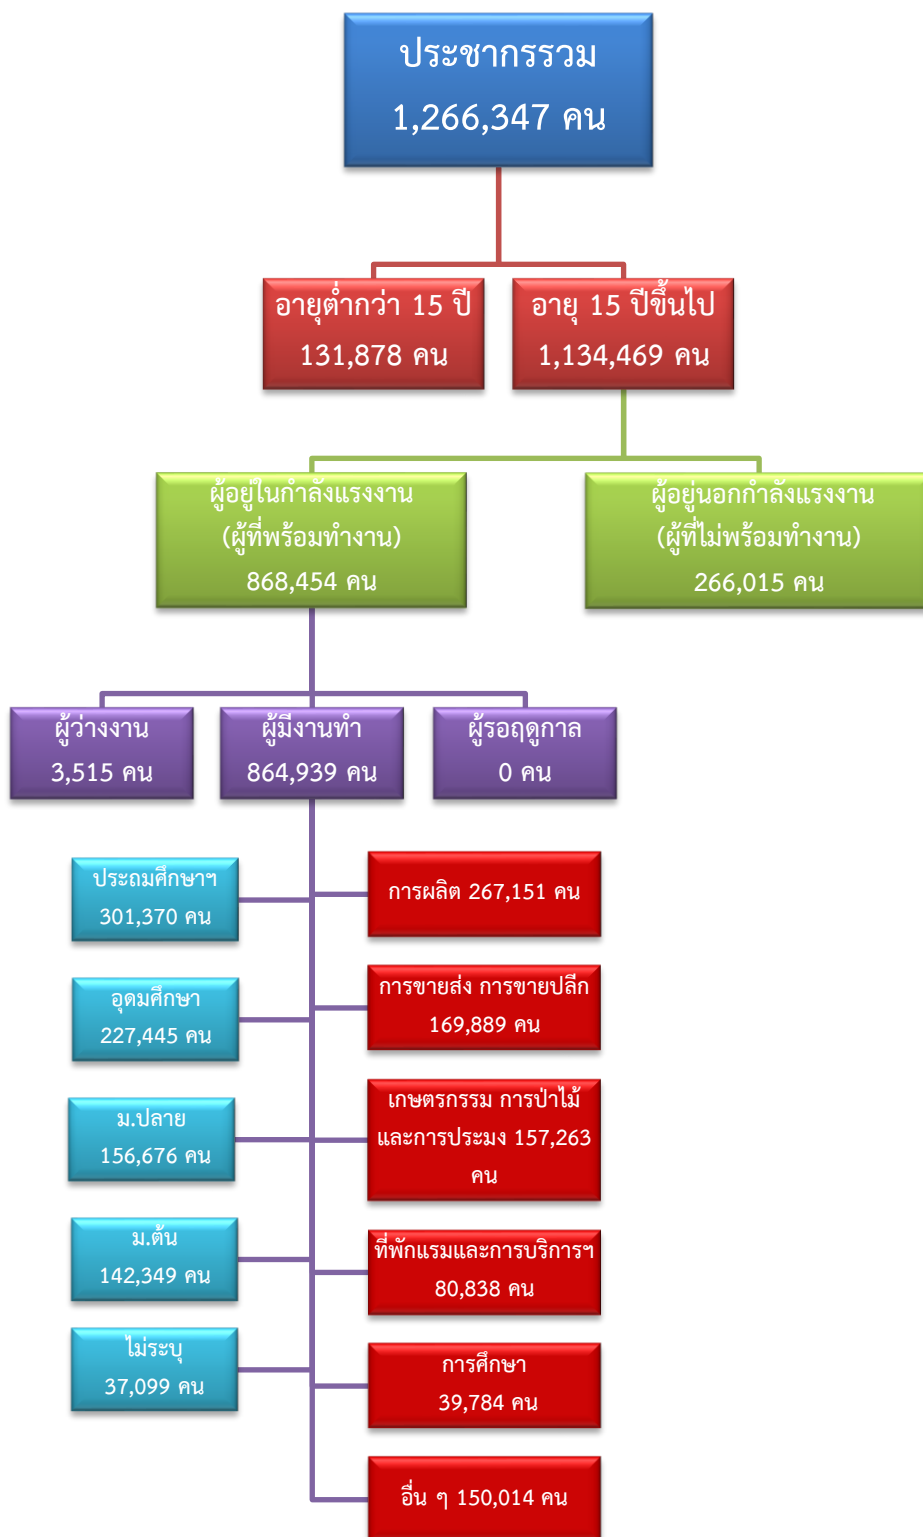 ประชากรรวม
1,266,347 คน
อายุต่ำกว่า 15 ปี
131,878 คน
อายุ 15 ปีขึ้นไป
1,134,469 คน
ผู้อยู่ในกำลังแรงงาน
(ผู้ที่พร้อมทำงาน)
868,454 คน
ผู้อยู่นอกกำลังแรงงาน
(ผู้ที่ไม่พร้อมทำงาน)
266,015 คน
ผู้ว่างงาน
3,515 คน
ผู้มีงานทำ
864,939 คน
ผู้รอฤดูกาล
0 คน
ประถมศึกษาฯ
301,370 คน
อุดมศึกษา
227,445 คน
ม.ปลาย
156,676 คน
ม.ต้น
142,349 คน
ไม่ระบุ
37,099 คน
การผลิต 267,151 คน
การขายส่ง การขายปลีก
169,889 คน
เกษตรกรรม การป่าไม้
และการประมง 157,263
คน
ที่พักแรมและการบริการฯ
80,838 คน
การศึกษา
39,784 คน
อื่น ๆ 150,014 คน